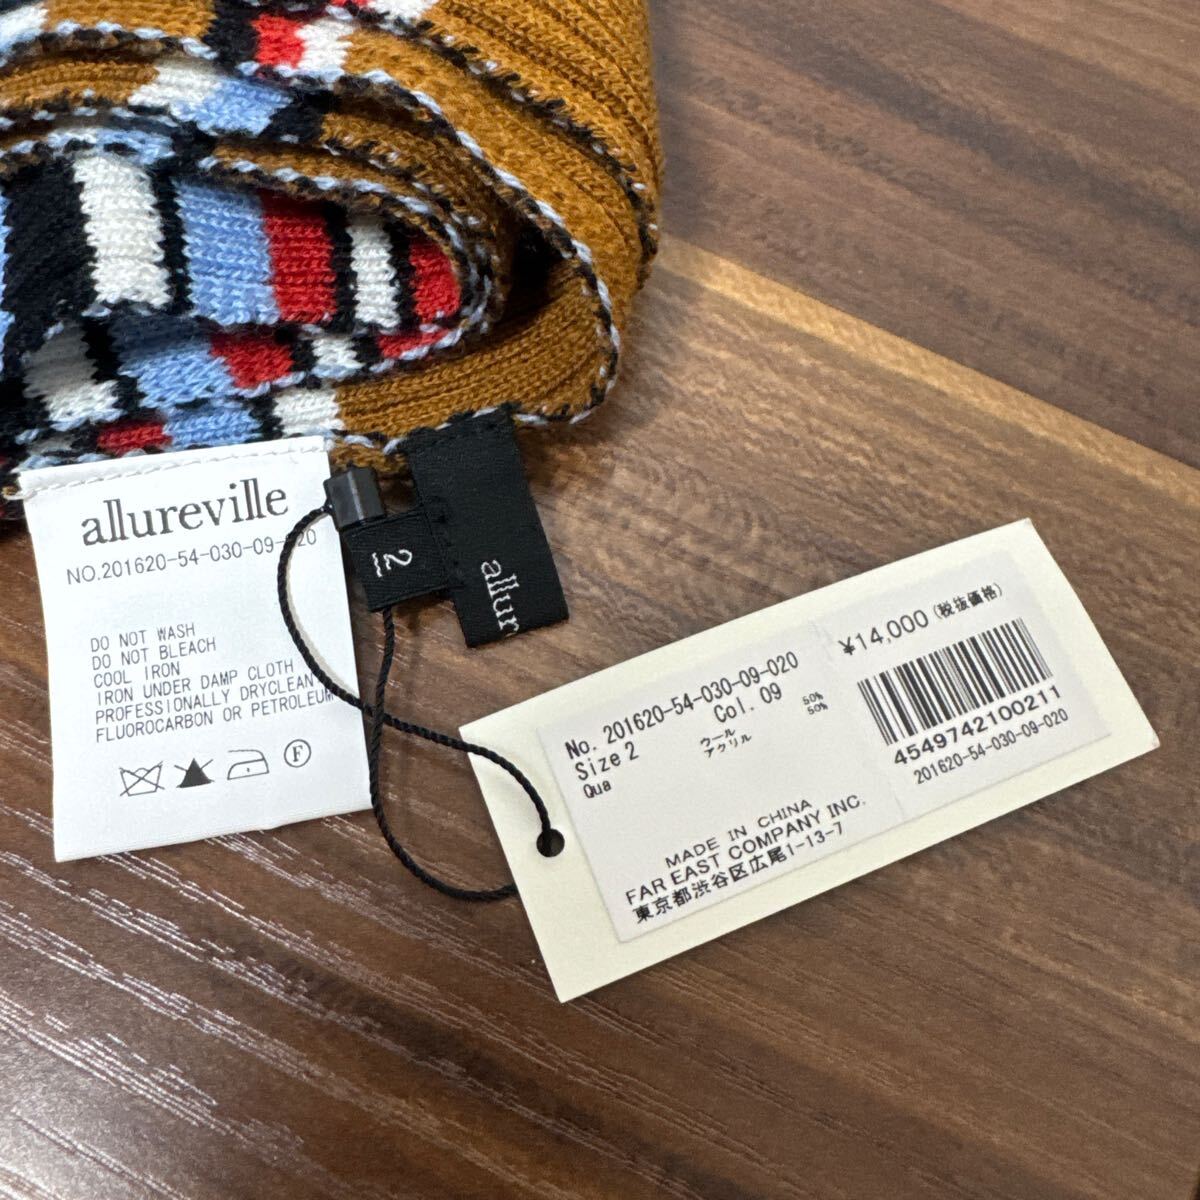 allureville
NO.201620-54-030-09-020
DO NOT WASH
DO NOT BLEACH
COOL IRON
IRON UNDER DAMP CLOTH
PROFESSIONALLY DRYCLEAN
FLUOROCARBON OR PETROLEUM
F
2
allur
No. 201620-54-030-09-020
Size 2 Col. 09
Qua ウール 50%
アクリル 50%
MADE IN CHINA
FAR EAST COMPANY INC.
東京都渋谷区広尾1-13-7
¥14,000 (税抜価格)
4549742100211
201620-54-030-09-020